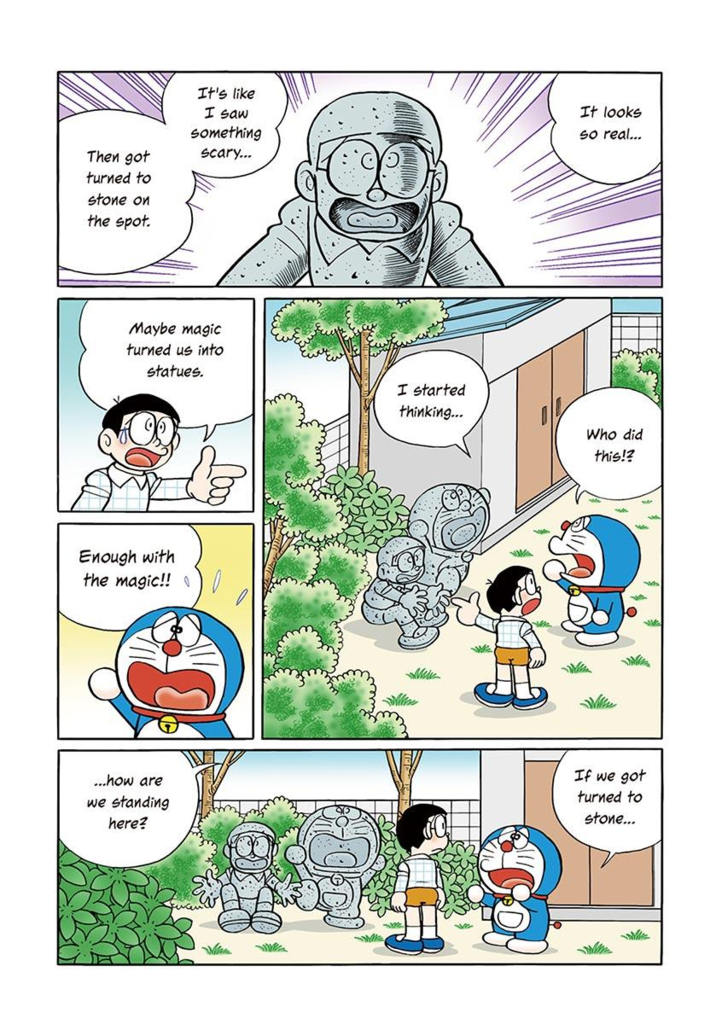 It looks
so real...
It's like
I saw
something
scary...
Then got
turned to
stone on
the spot.
Who did
this!?
I started
thinking...
Maybe magic
turned us into
statues.
Enough with
the magic!!
If we got
turned to
stone...
...how are
we standing
here?